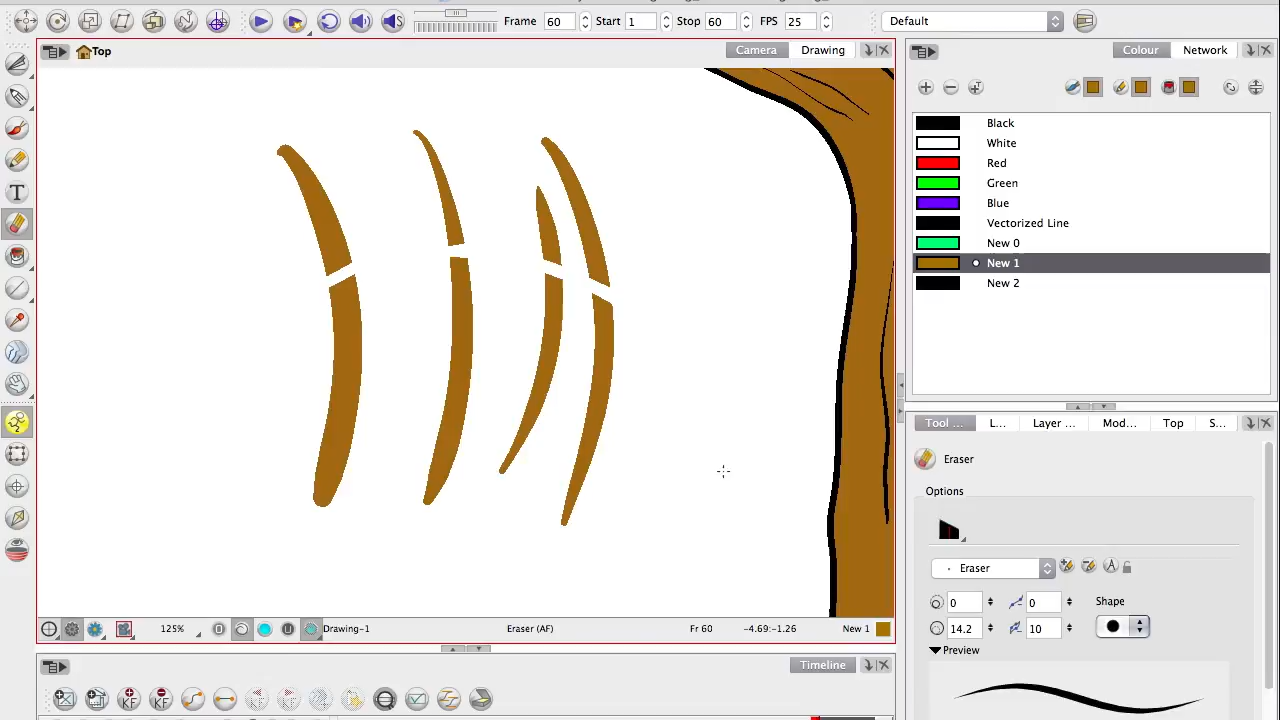 Frame 60 Start 1 Stop 60 FPS 25 Default
Top Camera Drawing Colour Network
Black
White
Red
Green
Blue
Vectorized Line
New 0
New 1
New 2
T
Tool ... L... Layer ... Mod... Top S...
Eraser
Options
Eraser A
0 0 Shape
14.2 10
Preview
125% Drawing-1 Eraser (AF) Fr 60 -4.69:-1.26 New 1
Timeline
KF KF